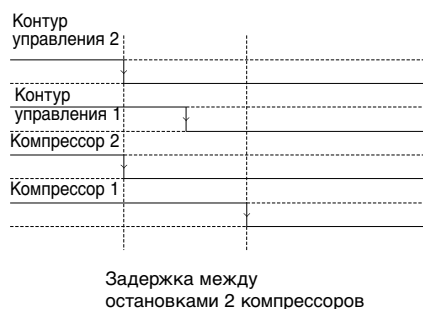 Контур
управления 2
Контур
управления 1
Компрессор 2
Компрессор 1
Задержка между
остановками 2 компрессоров